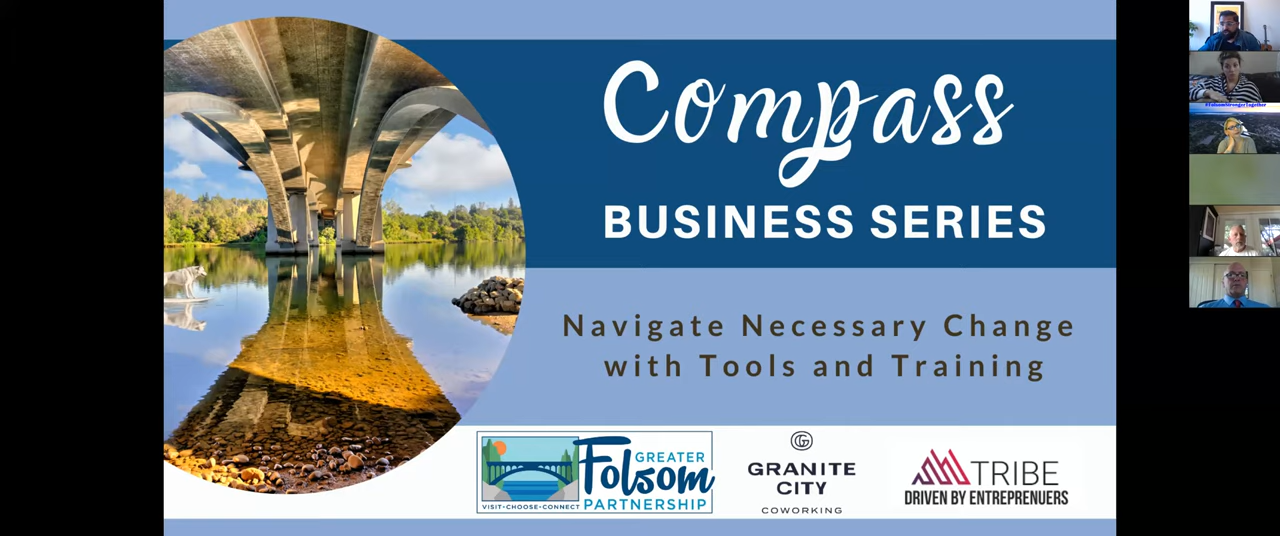 Compass
BUSINESS SERIES
Navigate Necessary Change
with Tools and Training
GREATER
Folsom
PARTNERSHIP
VISIT•CHOOSE•CONNECT
G
GRANITE
CITY
COWORKING
TRIBE
DRIVEN BY ENTREPRENUERS
#FolsomStrongerTogether